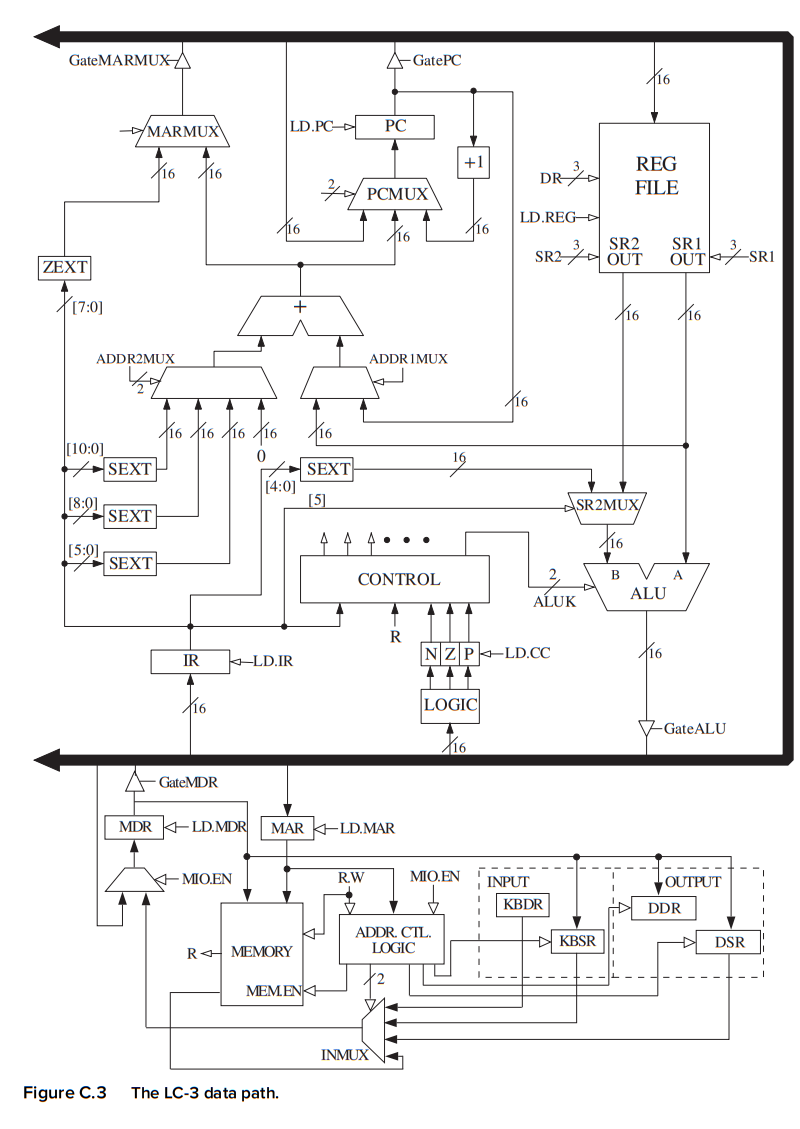 GateMARMUX
GatePC
16
MARMUX
LD.PC
PC
REG
FILE
+1
DR 3
16
16
2
PCMUX
LD.REG
16
16
16
ZEXT
SR2 3
SR2
OUT
SR1
OUT
3 SR1
[7:0]
+
16
16
ADDR2MUX
2
ADDR1MUX
16
16
16
16
16
16
[10:0]
SEXT
0
[4:0]
SEXT
16
[8:0]
SEXT
[5]
SR2MUX
16
[5:0]
SEXT
CONTROL
2
ALUK
B
A
ALU
R
IR
LD.IR
N Z P
LD.CC
16
16
LOGIC
16
GateALU
GateMDR
MDR
LD.MDR
MAR
LD.MAR
MIO.EN
R.W
MIO.EN
INPUT
OUTPUT
KBDR
DDR
R
MEMORY
ADDR. CTL.
LOGIC
KBSR
DSR
MEM.EN
2
INMUX
Figure C.3 The LC-3 data path.